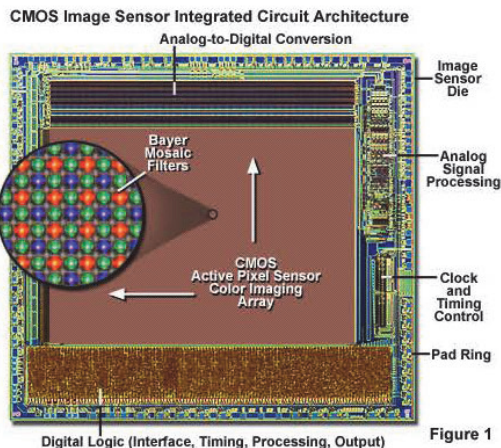 CMOS Image Sensor Integrated Circuit Architecture
Analog-to-Digital Conversion
Image
Sensor
Die
Bayer
Mosaic
Filters
Analog
Signal
Processing
CMOS
Active Pixel Sensor
Color Imaging
Array
Clock
and
Timing
Control
Pad Ring
Digital Logic (Interface, Timing, Processing, Output)
Figure 1